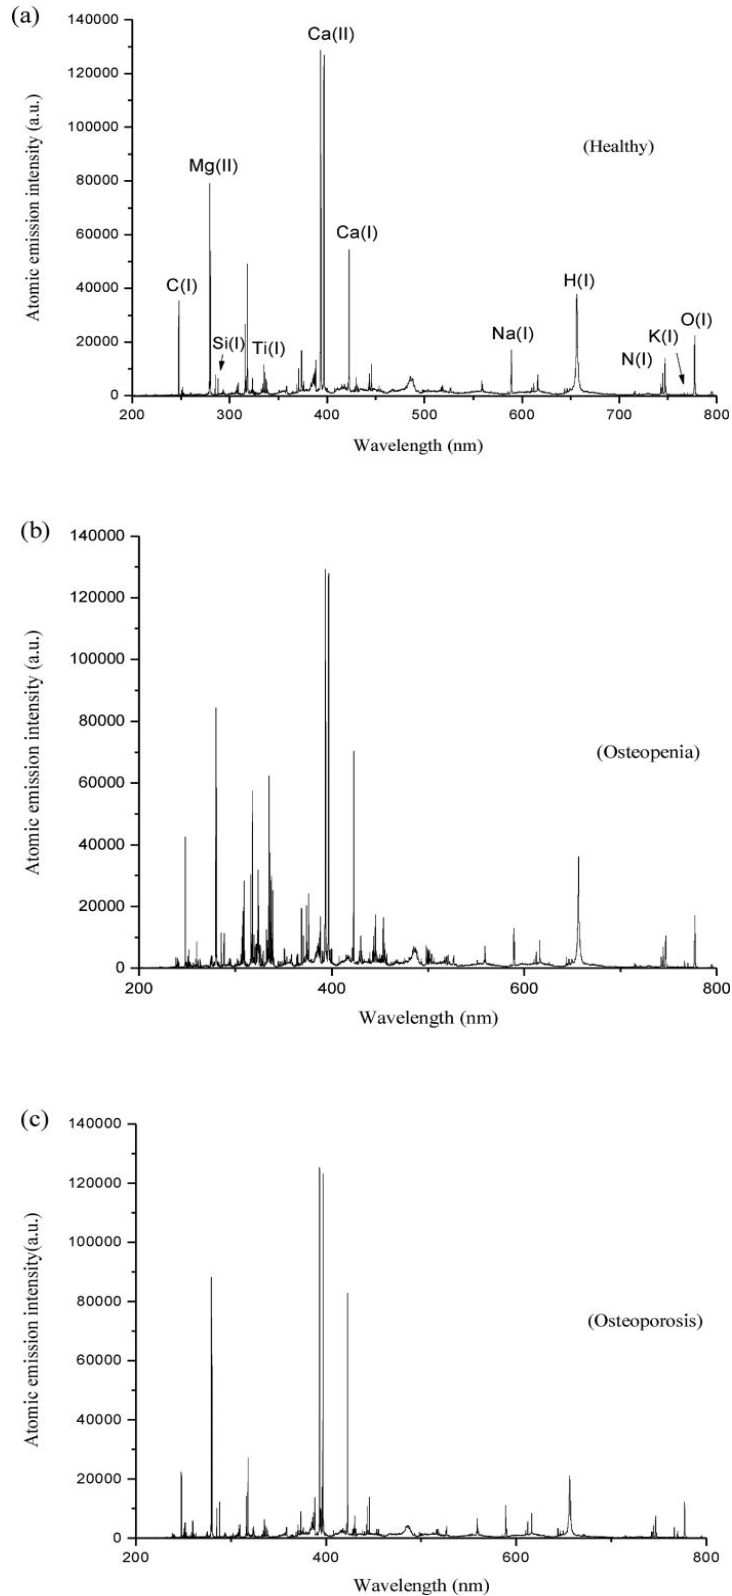 (a)
140000
120000
100000
80000
60000
40000
20000
0
200 300 400 500 600 700 800
Atomic emission intensity (a.u.)
Wavelength (nm)
Ca(II)
(Healthy)
Mg(II)
Ca(I)
C(I)
H(I)
Si(I)
Ti(I)
Na(I)
N(I)
K(I)
O(I)
(b)
140000
120000
100000
80000
60000
40000
20000
0
200 400 600 800
Atomic emission intensity (a.u.)
Wavelength (nm)
(Osteopenia)
(c)
140000
120000
100000
80000
60000
40000
20000
0
200 400 600 800
Atomic emission intensity(a.u.)
Wavelength (nm)
(Osteoporosis)